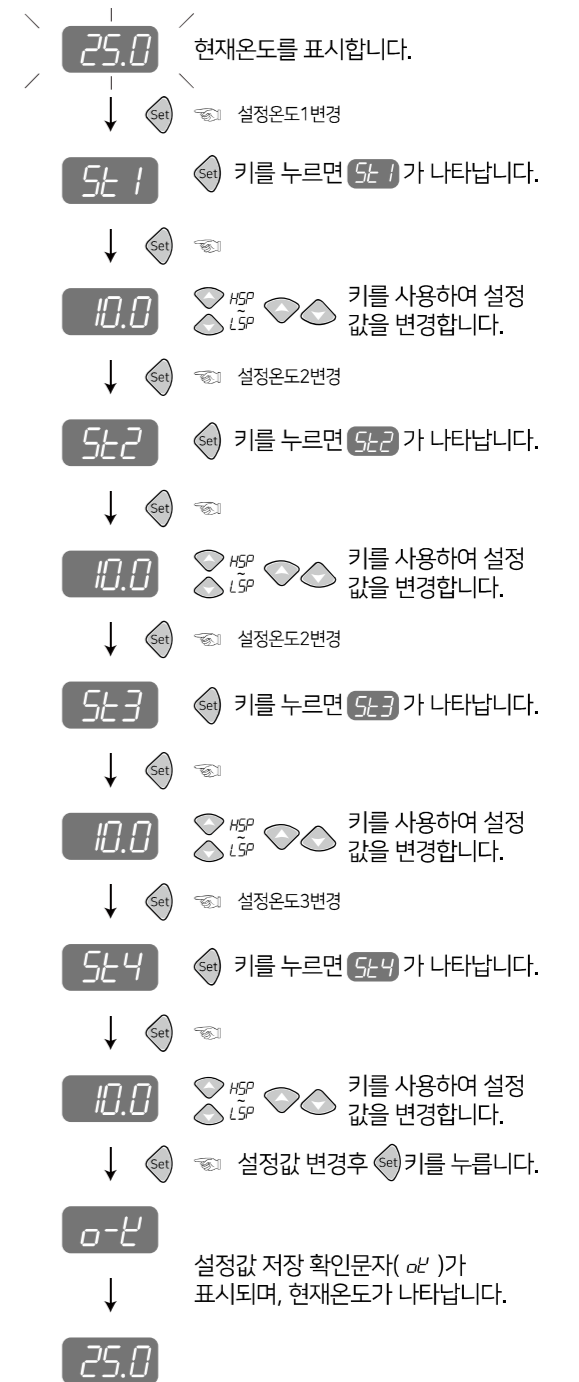 25.0 현재온도를 표시합니다.
Set 설정온도1변경
St1 Set 키를 누르면 St1 가 나타납니다.
Set
10.0 HSP ~ LSP 키를 사용하여 설정
값을 변경합니다.
Set 설정온도2변경
St2 Set 키를 누르면 St2 가 나타납니다.
Set
10.0 HSP ~ LSP 키를 사용하여 설정
값을 변경합니다.
Set 설정온도2변경
St3 Set 키를 누르면 St3 가 나타납니다.
Set
10.0 HSP ~ LSP 키를 사용하여 설정
값을 변경합니다.
Set 설정온도3변경
St4 Set 키를 누르면 St4 가 나타납니다.
Set
10.0 HSP ~ LSP 키를 사용하여 설정
값을 변경합니다.
Set 설정값 변경후 Set 키를 누릅니다.
o-k
설정값 저장 확인문자( ok )가
표시되며, 현재온도가 나타납니다.
25.0